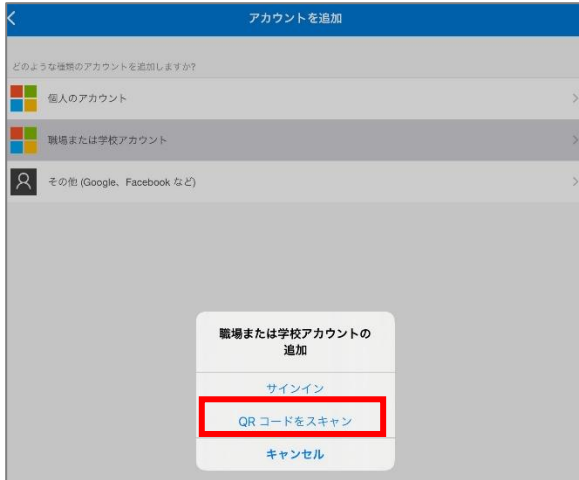 アカウントを追加
どのような種類のアカウントを追加しますか?
個人のアカウント
職場または学校アカウント
その他 (Google、Facebook など)
職場または学校アカウントの
追加
サインイン
QR コードをスキャン
キャンセル